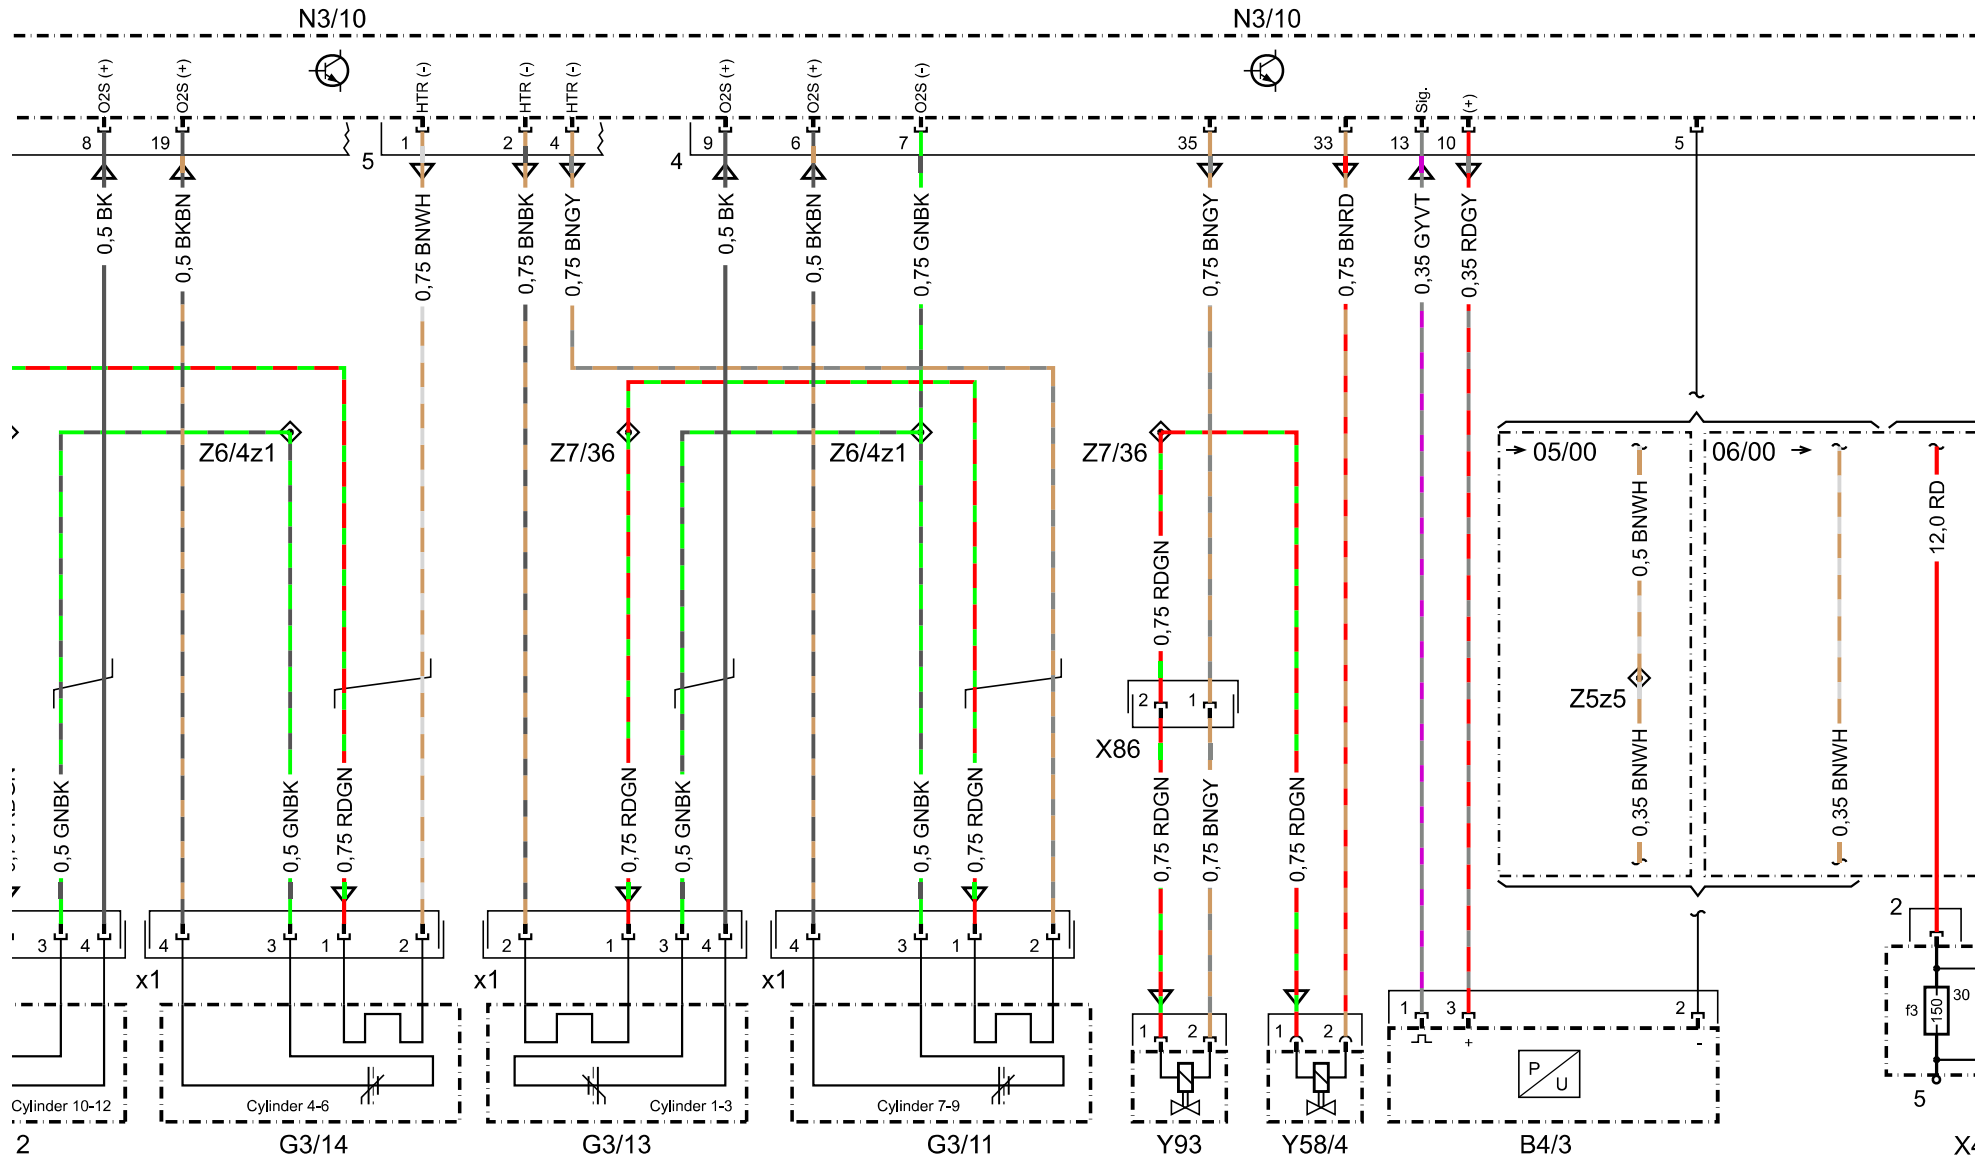 N3/10 N3/10
O2S (+) O2S (+) HTR (-) HTR (-) HTR (-) O2S (+) O2S (+) O2S (-) Sig. (+)
8 19 5 1 2 4 4 9 6 7 35 33 13 10 5
0,5 BK 0,5 BKBN 0,75 BNWH 0,75 BNBK 0,75 BNGY 0,5 BK 0,5 BKBN 0,75 GNBK 0,75 BNGY 0,75 BNRD 0,35 GYVT 0,35 RDGY
Z6/4z1 Z7/36 Z6/4z1 Z7/36 05/00 06/00
0,75 RDGN 0,5 BNWH 12,0 RD
Z5z5
2 1
X86
0,5 GNBK 0,5 GNBK 0,75 RDGN 0,75 RDGN 0,5 GNBK 0,5 GNBK 0,75 RDGN 0,75 RDGN 0,75 BNGY 0,75 RDGN 0,35 BNWH 0,35 BNWH
2
3 4 4 3 1 2 2 1 3 4 4 3 1 2
x1 x1 x1
1 3 2
f3 150 30
1 2 1 2 + -
P U
Cylinder 10-12 Cylinder 4-6 Cylinder 1-3 Cylinder 7-9 5
2 G3/14 G3/13 G3/11 Y93 Y58/4 B4/3